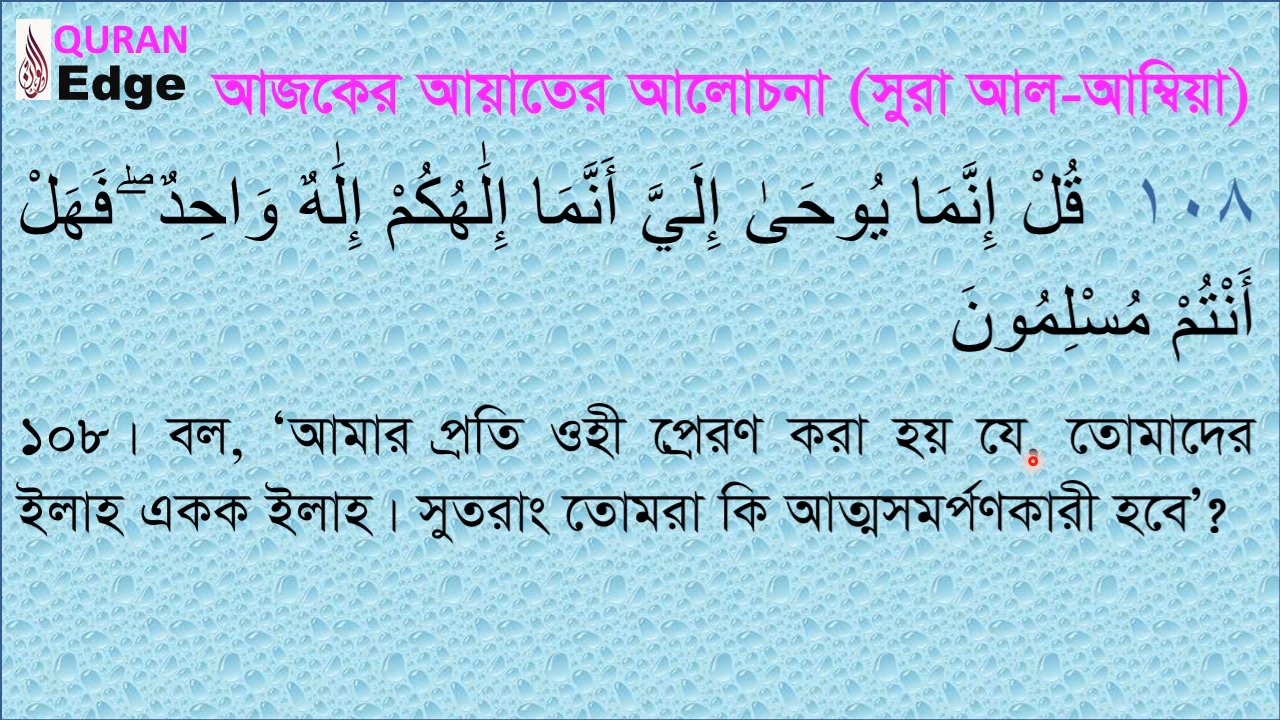 QURAN
Edge
আজকের আয়াতের আলোচনা (সুরা আল-আম্বিয়া)
١٠٨ قُلْ إِنَّمَا يُوحَىٰ إِلَيَّ أَنَّمَا إِلَٰهُكُمْ إِلَٰهٌ وَاحِدٌ ۖ فَهَلْ
أَنْتُمْ مُسْلِمُونَ
১০৮। বল, ‘আমার প্রতি ওহী প্রেরণ করা হয় যে, তোমাদের
ইলাহ একক ইলাহ। সুতরাং তোমরা কি আত্মসমর্পণকারী হবে’?